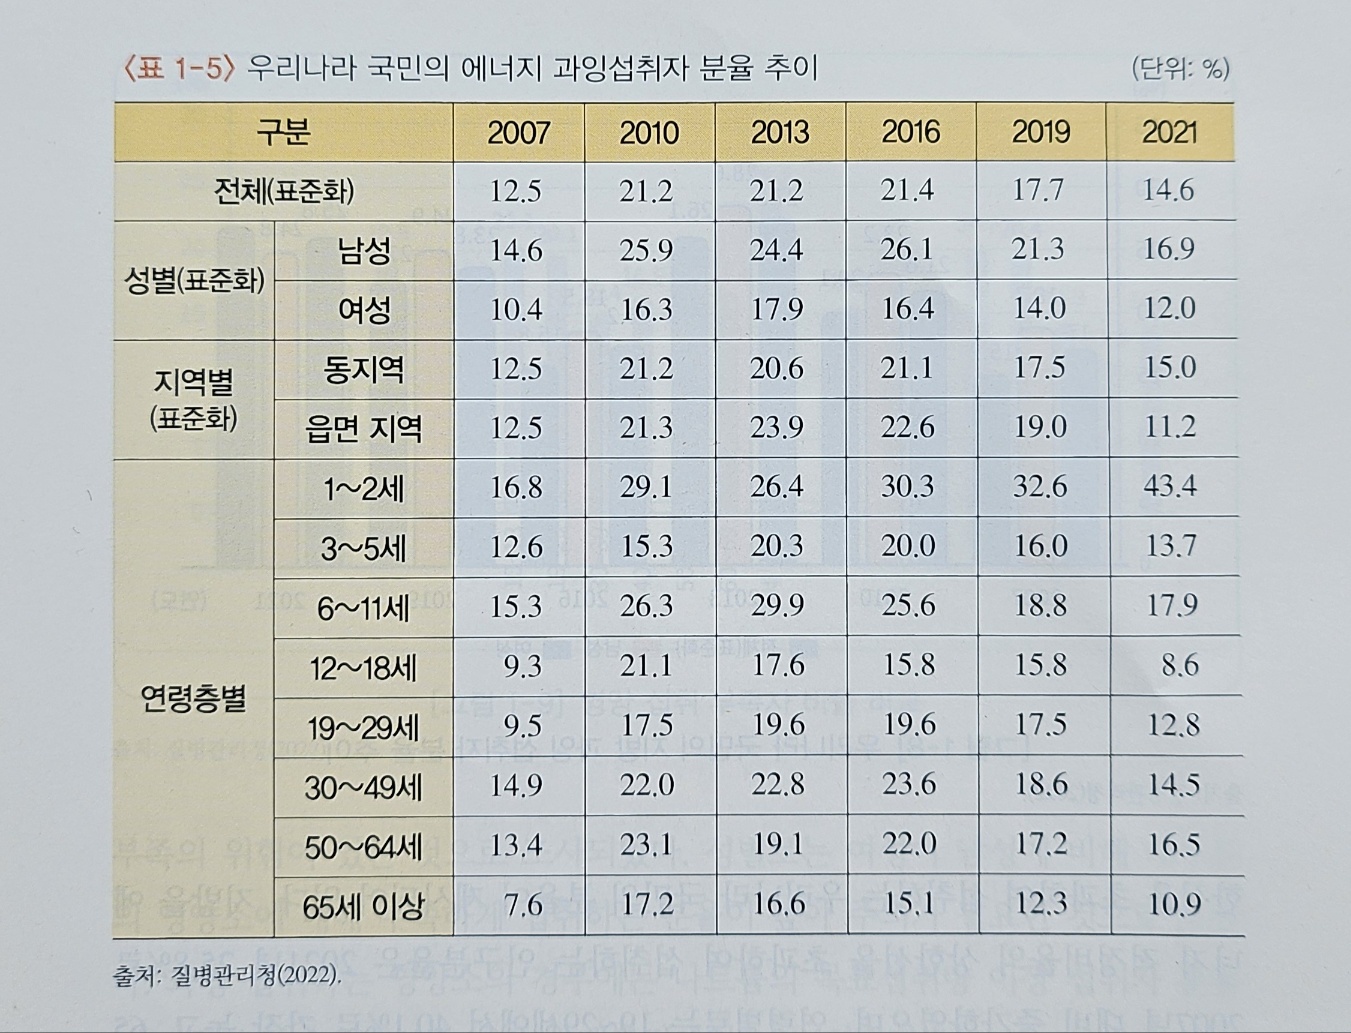 〈표 1-5〉 우리나라 국민의 에너지 과잉섭취자 분율 추이 (단위: %)
구분 2007 2010 2013 2016 2019 2021
전체(표준화) 12.5 21.2 21.2 21.4 17.7 14.6
성별(표준화) 남성 14.6 25.9 24.4 26.1 21.3 16.9
여성 10.4 16.3 17.9 16.4 14.0 12.0
지역별 (표준화) 동지역 12.5 21.2 20.6 21.1 17.5 15.0
읍면 지역 12.5 21.3 23.9 22.6 19.0 11.2
연령층별 1~2세 16.8 29.1 26.4 30.3 32.6 43.4
3~5세 12.6 15.3 20.3 20.0 16.0 13.7
6~11세 15.3 26.3 29.9 25.6 18.8 17.9
12~18세 9.3 21.1 17.6 15.8 15.8 8.6
19~29세 9.5 17.5 19.6 19.6 17.5 12.8
30~49세 14.9 22.0 22.8 23.6 18.6 14.5
50~64세 13.4 23.1 19.1 22.0 17.2 16.5
65세 이상 7.6 17.2 16.6 15.1 12.3 10.9
출처: 질병관리청(2022).